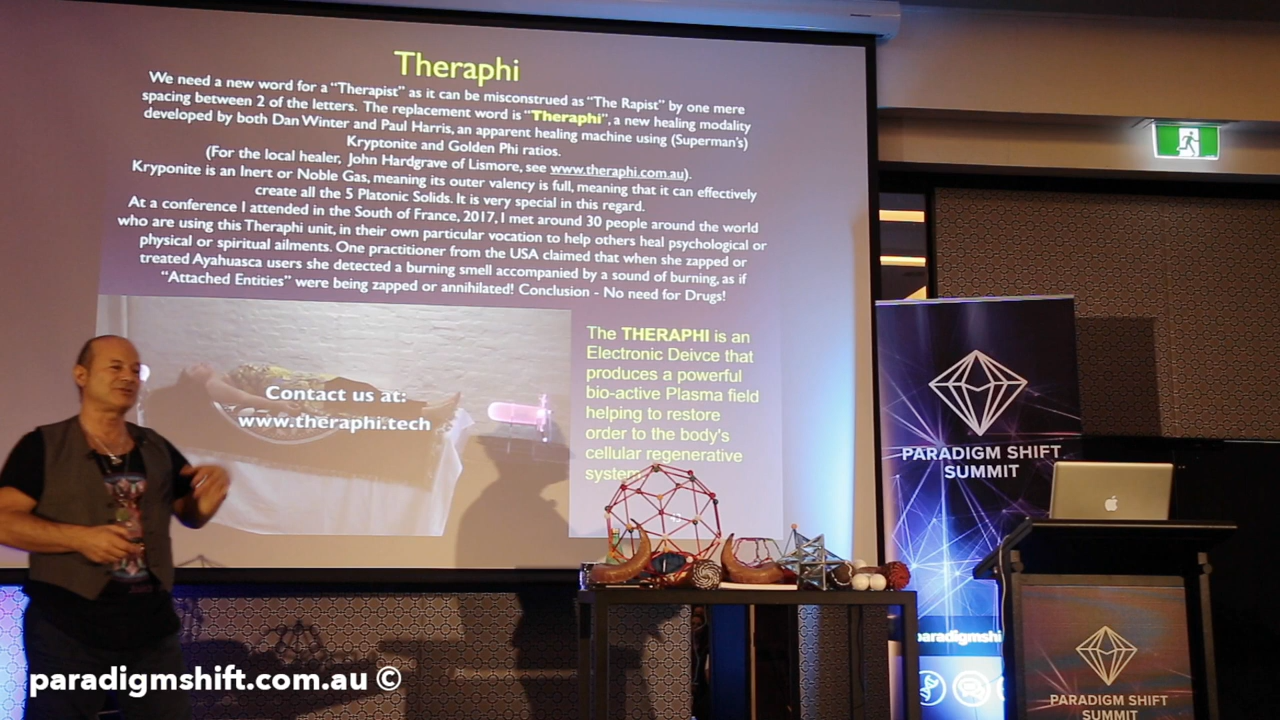 Theraphi
We need a new word for a "Therapist" as it can be misconstrued as "The Rapist" by one mere
spacing between 2 of the letters. The replacement word is "Theraphi", a new healing modality
developed by both Dan Winter and Paul Harris, an apparent healing machine using (Superman's)
Kryptonite and Golden Phi ratios.
(For the local healer, John Hardgrave of Lismore, see www.theraphi.com.au).
Kryponite is an Inert or Noble Gas, meaning its outer valency is full, meaning that it can effectively
create all the 5 Platonic Solids. It is very special in this regard.
At a conference I attended in the South of France, 2017, I met around 30 people around the world
who are using this Theraphi unit, in their own particular vocation to help others heal psychological or
physical or spiritual ailments. One practitioner from the USA claimed that when she zapped or
treated Ayahuasca users she detected a burning smell accompanied by a sound of burning, as if
"Attached Entities" were being zapped or annihilated! Conclusion - No need for Drugs!
Contact us at:
www.theraphi.tech
The THERAPHI is an
Electronic Deivce that
produces a powerful
bio-active Plasma field
helping to restore
order to the body's
cellular regenerative
system
PARADIGM SHIFT
SUMMIT
paradigmshi
PARADIGM SHIFT
SUMMIT
paradigmshift.com.au ©